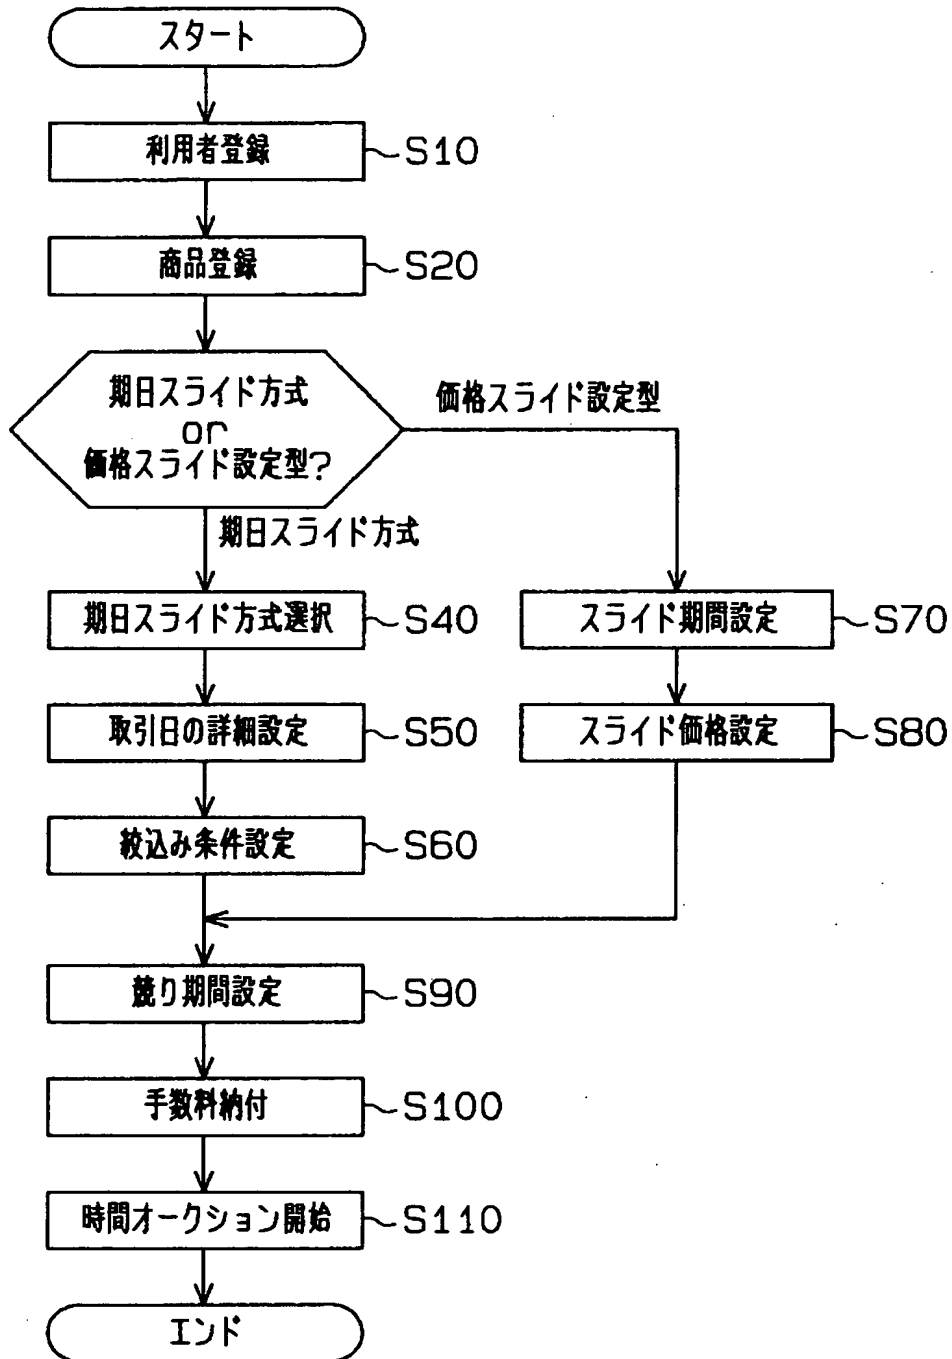 スタート
利用者登録
S10
商品登録
S20
期日スライド方式
or
価格スライド設定型?
価格スライド設定型
期日スライド方式
期日スライド方式選択
S40
スライド期間設定
S70
取引日の詳細設定
S50
スライド価格設定
S80
絞込み条件設定
S60
競り期間設定
S90
手数料納付
S100
時間オークション開始
S110
エンド